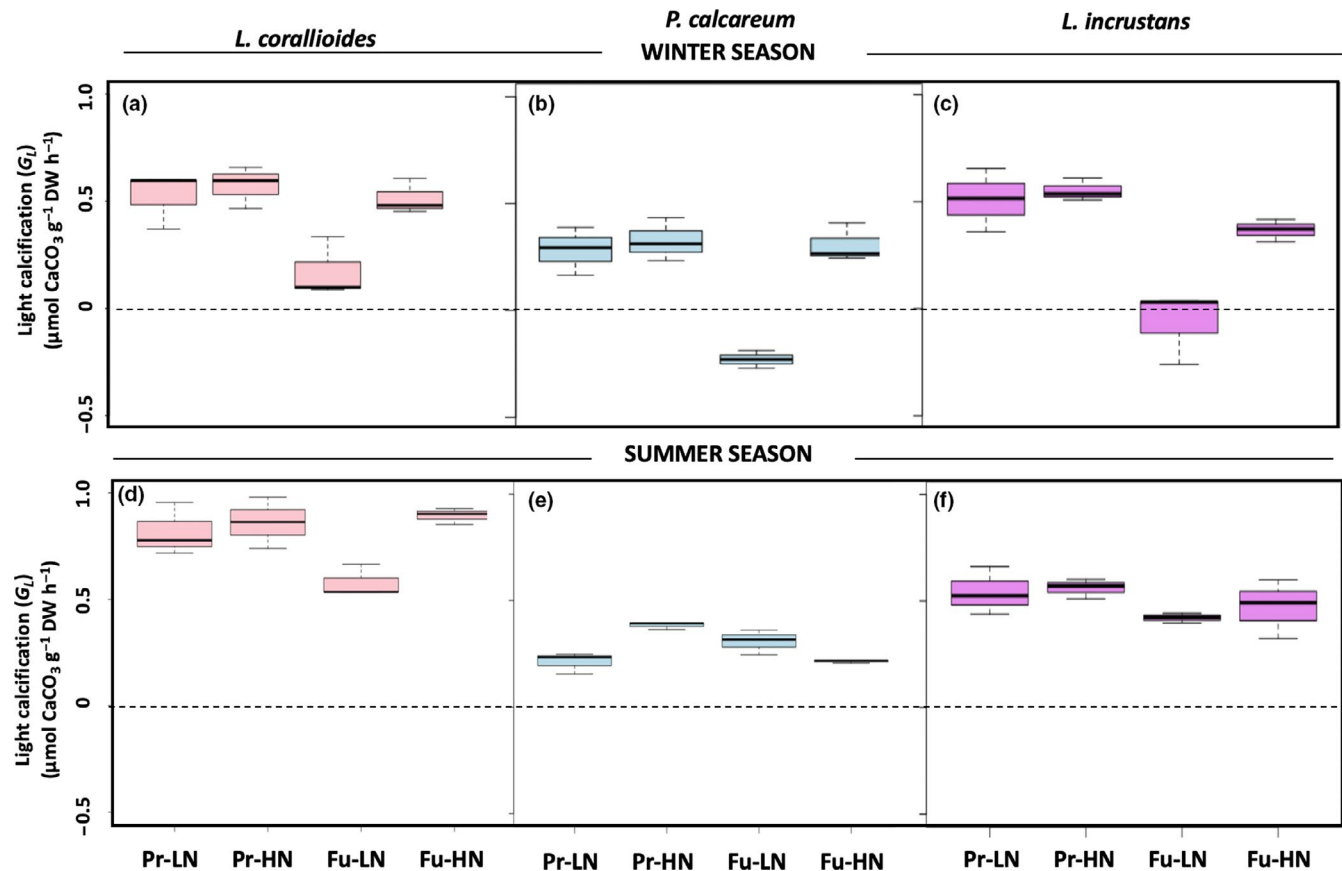 L. corallioides
P. calcareum
L. incrustans
WINTER SEASON
Light calcification (G_L)
(µmol CaCO₃ g⁻¹ DW h⁻¹)
1.0
0.5
0
−0.5
(a)
(b)
(c)
SUMMER SEASON
Light calcification (G_L)
(µmol CaCO₃ g⁻¹ DW h⁻¹)
1.0
0.5
0
−0.5
(d)
(e)
(f)
Pr-LN Pr-HN Fu-LN Fu-HN
Pr-LN Pr-HN Fu-LN Fu-HN
Pr-LN Pr-HN Fu-LN Fu-HN